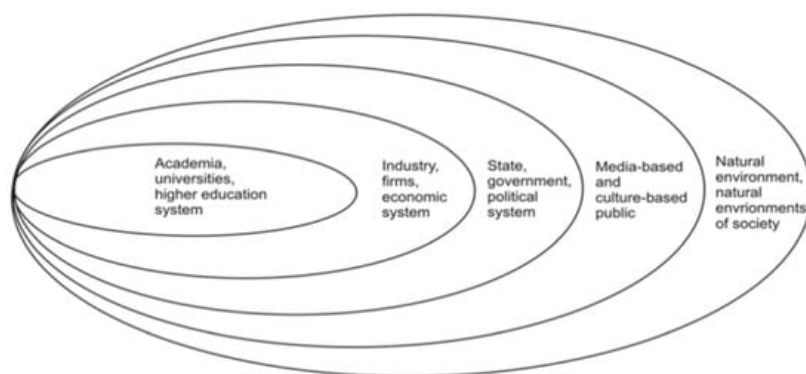 Academia,
universities,
higher education
system
Industry,
firms,
economic
system
State,
government,
political
system
Media-based
and
culture-based
public
Natural
environment,
natural
envrionments
of society